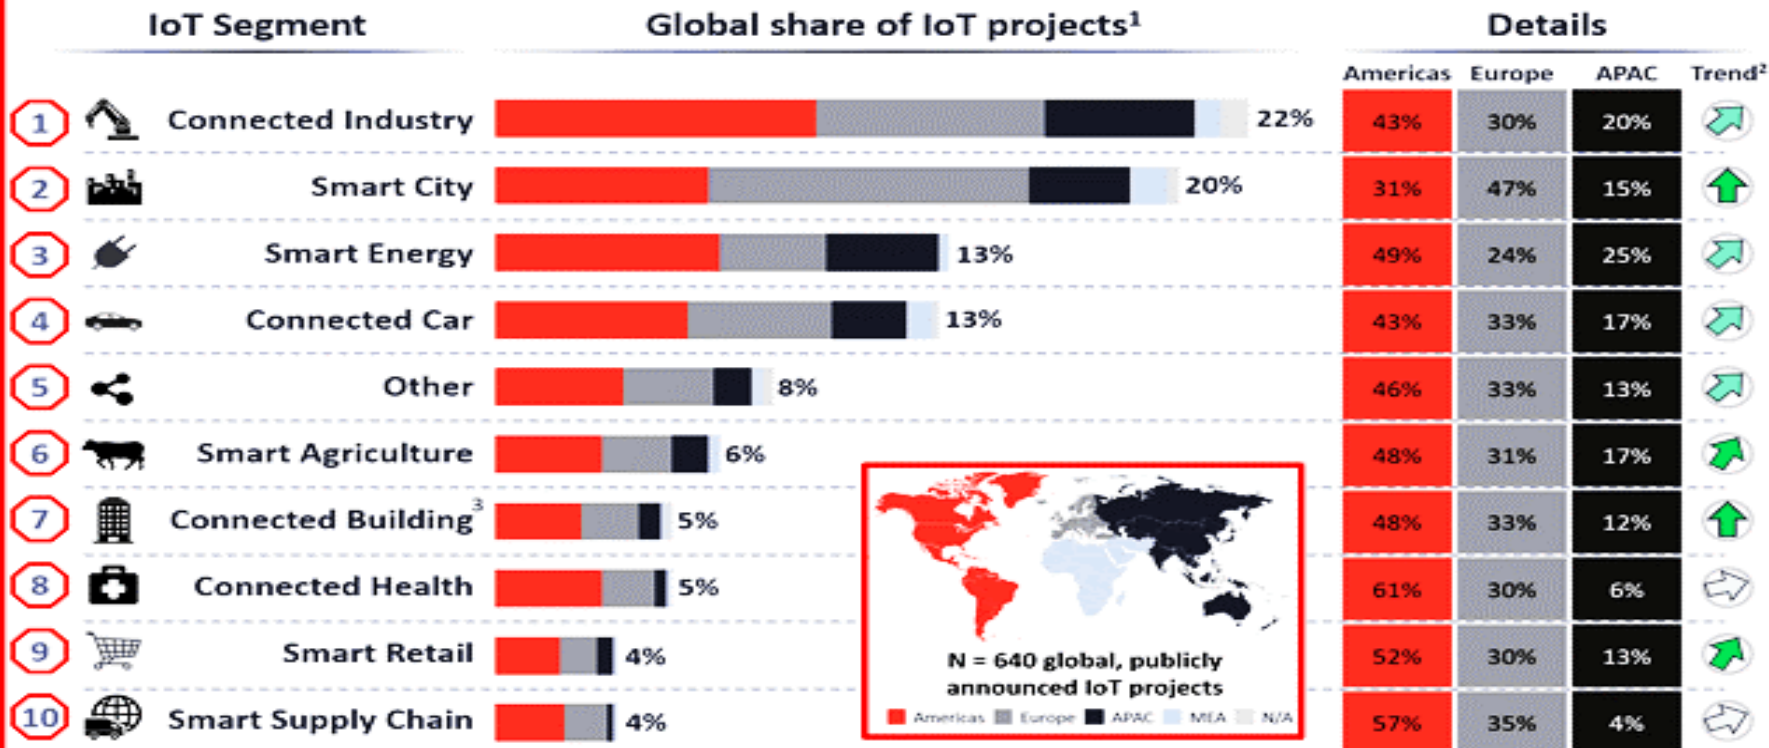 IoT Segment Global share of IoT projects¹ Details
Americas Europe APAC Trend²
1 Connected Industry 22% 43% 30% 20%
2 Smart City 20% 31% 47% 15%
3 Smart Energy 13% 49% 24% 25%
4 Connected Car 13% 43% 33% 17%
5 Other 8% 46% 33% 13%
6 Smart Agriculture 6% 48% 31% 17%
7 Connected Building³ 5% 48% 33% 12%
8 Connected Health 5% 61% 30% 6%
9 Smart Retail 4% 52% 30% 13%
10 Smart Supply Chain 4% 57% 35% 4%
N = 640 global, publicly
announced IoT projects
Americas Europe APAC MEA N/A